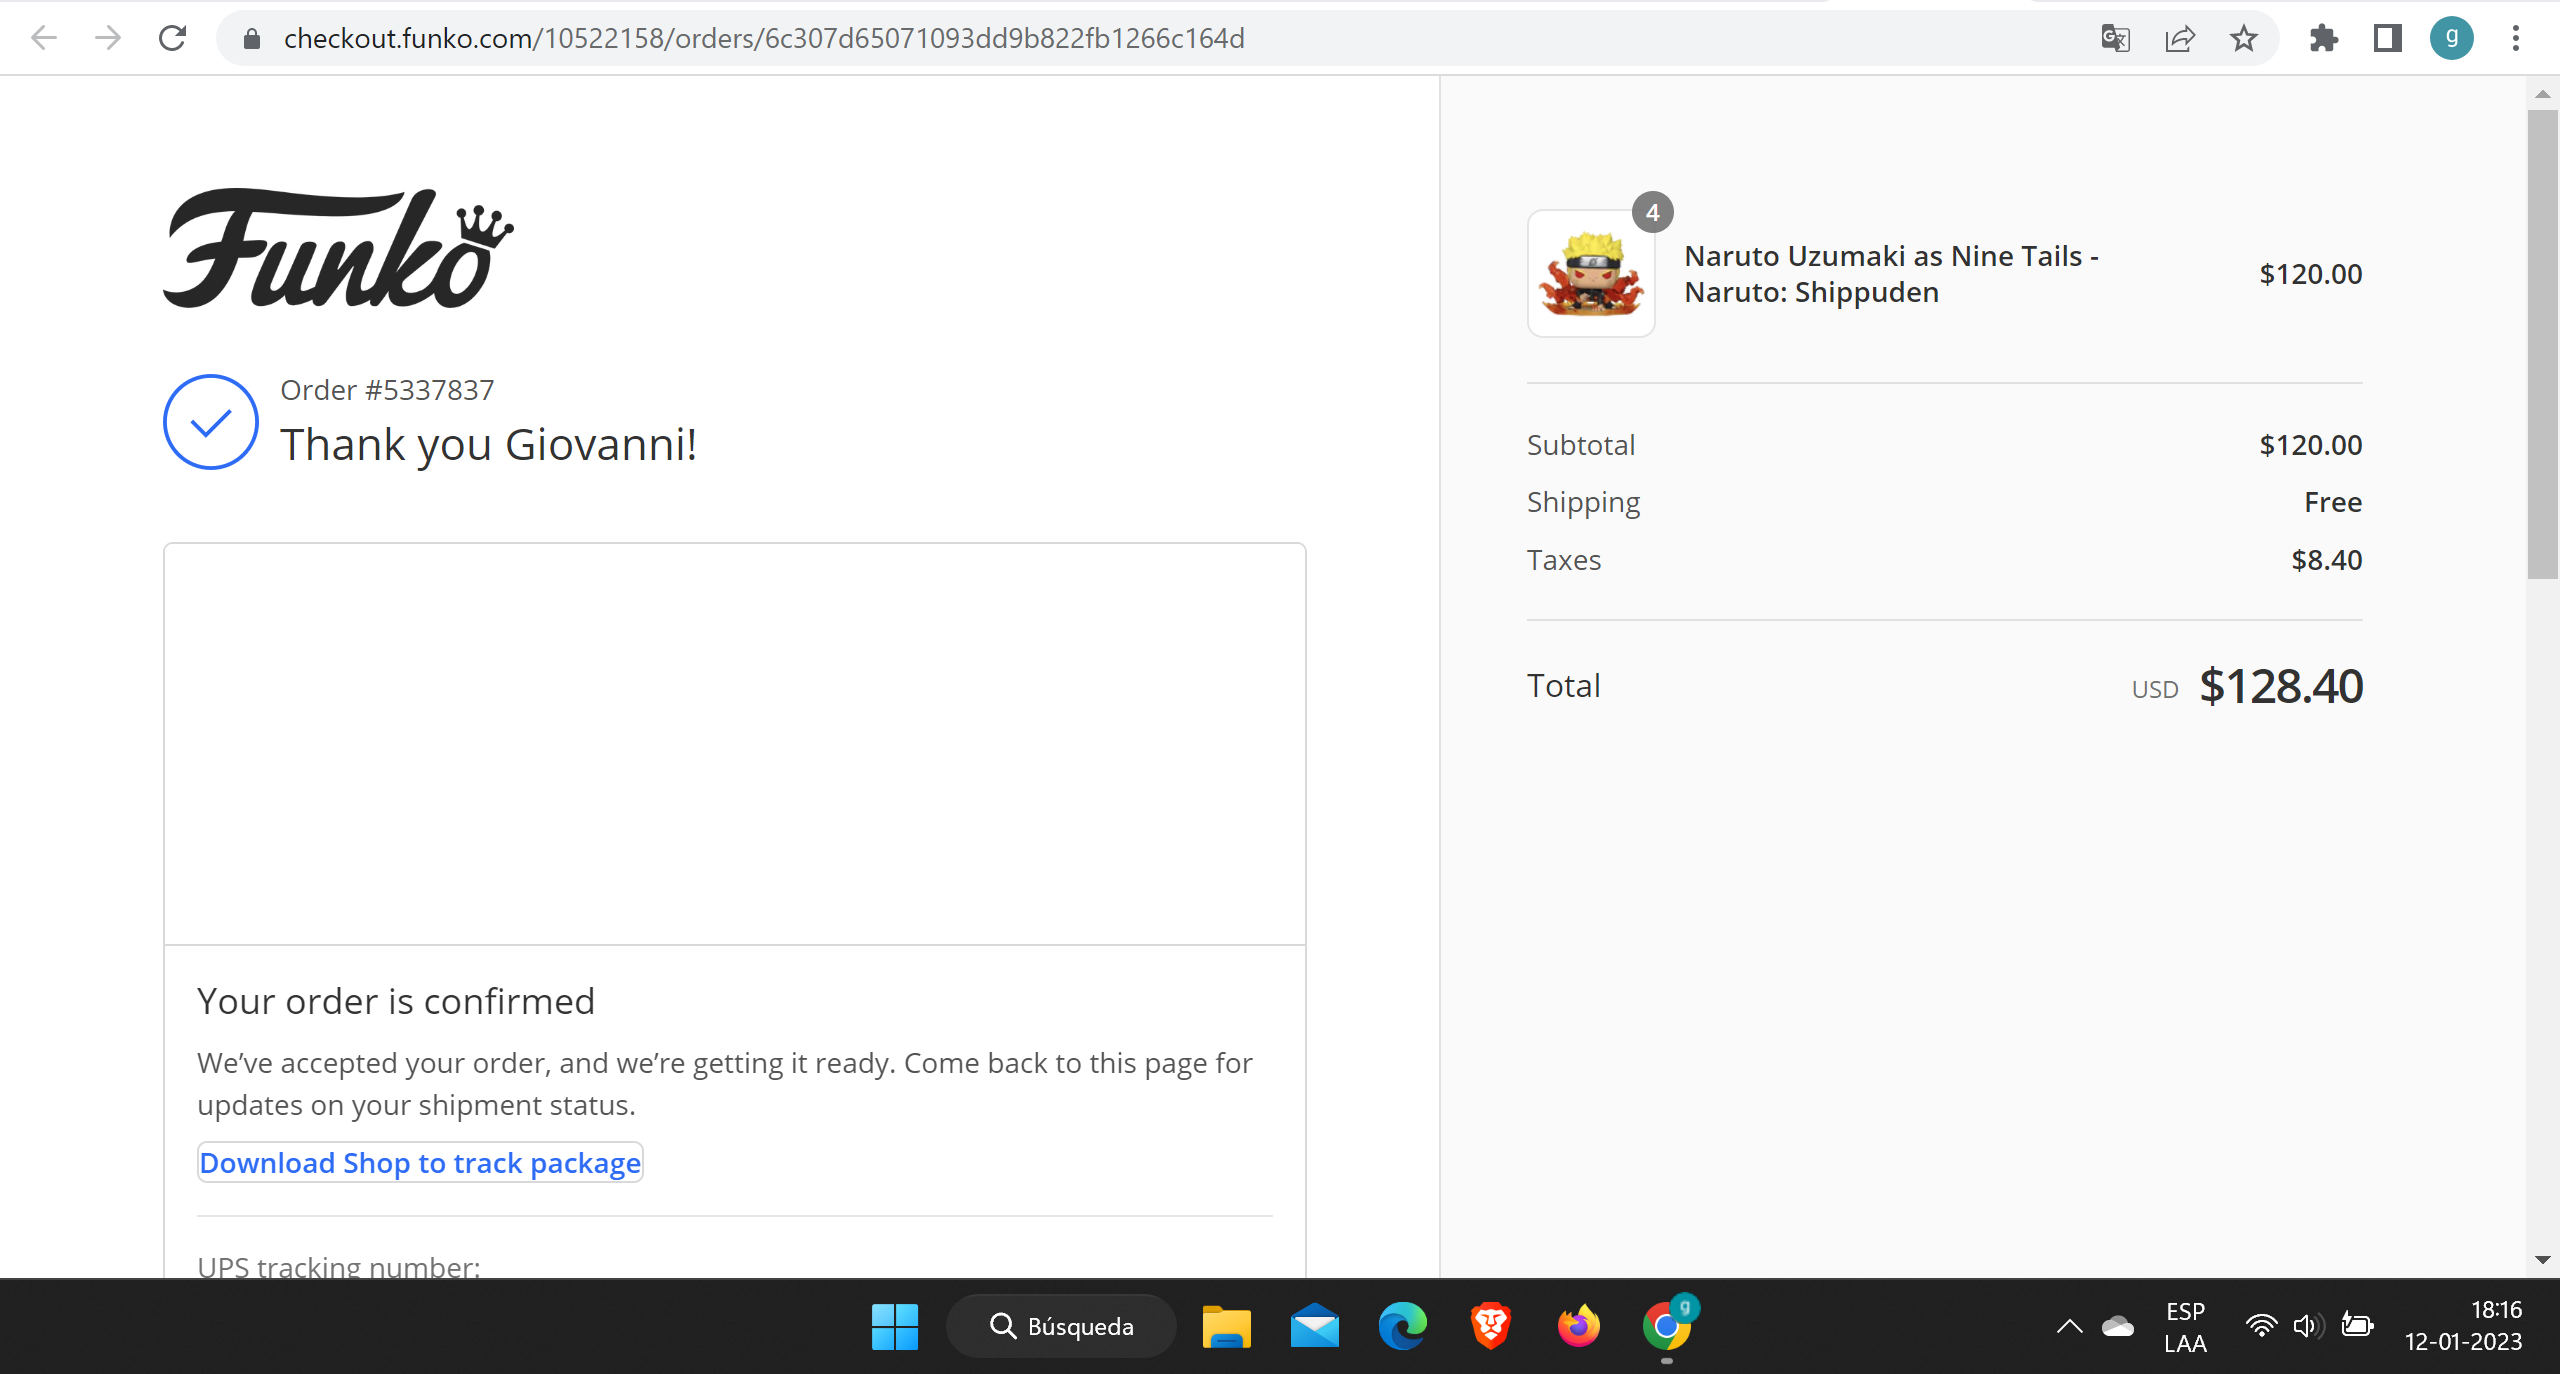 checkout.funko.com/10522158/orders/6c307d65071093dd9b822fb1266c164d
g
Funko
Order #5337837
Thank you Giovanni!
Your order is confirmed
We’ve accepted your order, and we’re getting it ready. Come back to this page for
updates on your shipment status.
Download Shop to track package
UPS tracking number:
4
Naruto Uzumaki as Nine Tails -
Naruto: Shippuden
$120.00
Subtotal $120.00
Shipping Free
Taxes $8.40
Total USD $128.40
Búsqueda
g
ESP
LAA
18:16
12-01-2023